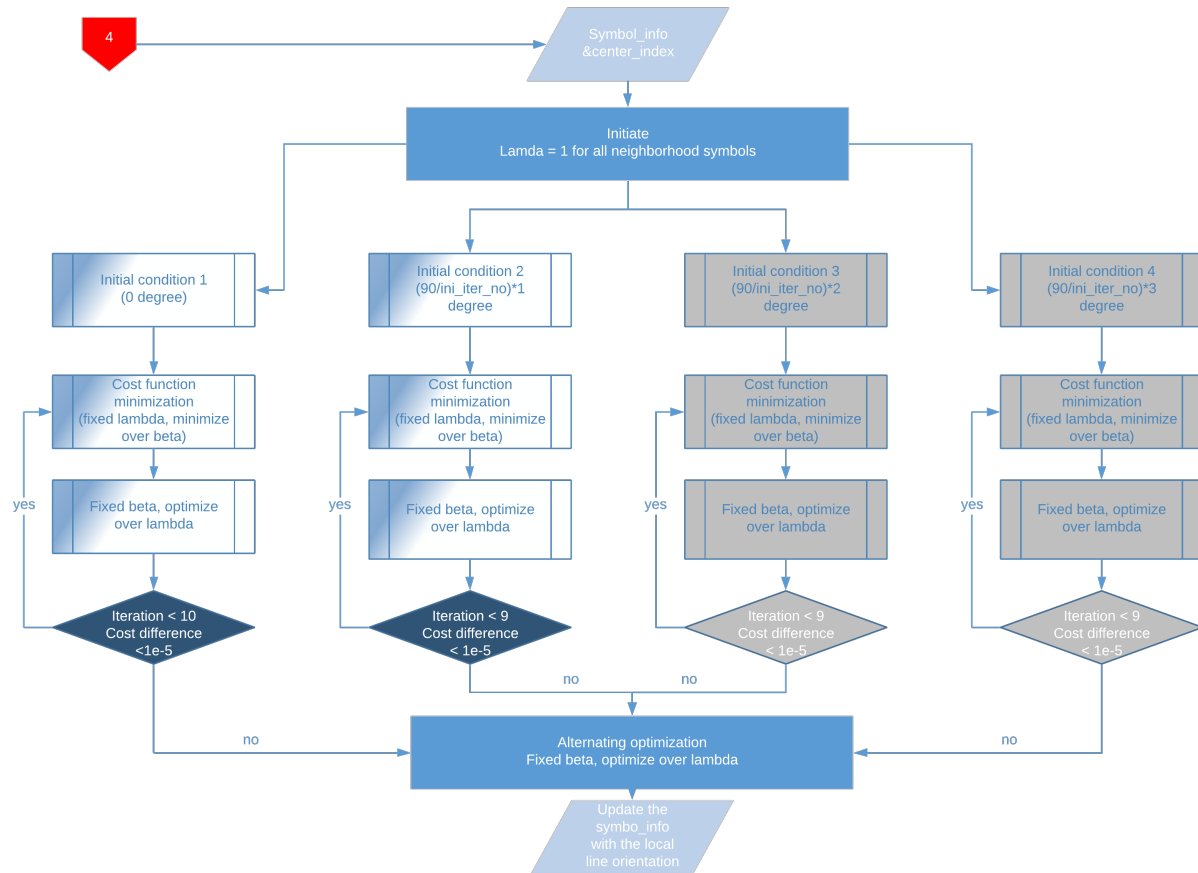 4
Symbol_info
&center_index
Initiate
Lamda = 1 for all neighborhood symbols
Initial condition 1
(0 degree)
Initial condition 2
(90/ini_iter_no)*1
degree
Initial condition 3
(90/ini_iter_no)*2
degree
Initial condition 4
(90/ini_iter_no)*3
degree
Cost function
minimization
(fixed lambda, minimize
over beta)
Cost function
minimization
(fixed lambda, minimize
over beta)
Cost function
minimization
(fixed lambda, minimize
over beta)
Cost function
minimization
(fixed lambda, minimize
over beta)
yes
Fixed beta, optimize
over lambda
yes
Fixed beta, optimize
over lambda
yes
Fixed beta, optimize
over lambda
yes
Fixed beta, optimize
over lambda
Iteration < 10
Cost difference
<1e-5
Iteration < 9
Cost difference
< 1e-5
Iteration < 9
Cost difference
< 1e-5
Iteration < 9
Cost difference
< 1e-5
no
no
no
no
Alternating optimization
Fixed beta, optimize over lambda
Update the
symbo_info
with the local
line orientation